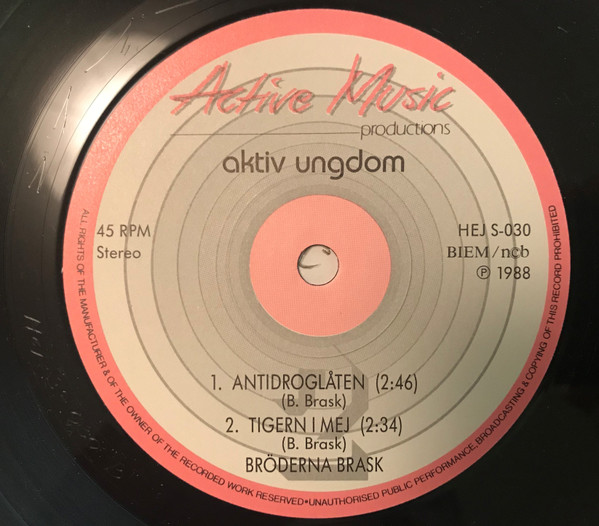 Active Music
productions
aktiv ungdom
45 RPM
Stereo
HEJ S-030
BIEM/ncb
Ⓟ 1988
1. ANTIDROGLÅTEN (2:46)
(B. Brask)
2. TIGERN I MEJ (2:34)
(B. Brask)
BRÖDERNA BRASK
2
ALL RIGHTS OF THE MANUFACTURER & OF THE OWNER OF THE RECORDED WORK RESERVED•UNAUTHORISED PUBLIC PERFORMANCE, BROADCASTING & COPYING OF THIS RECORD PROHIBITED